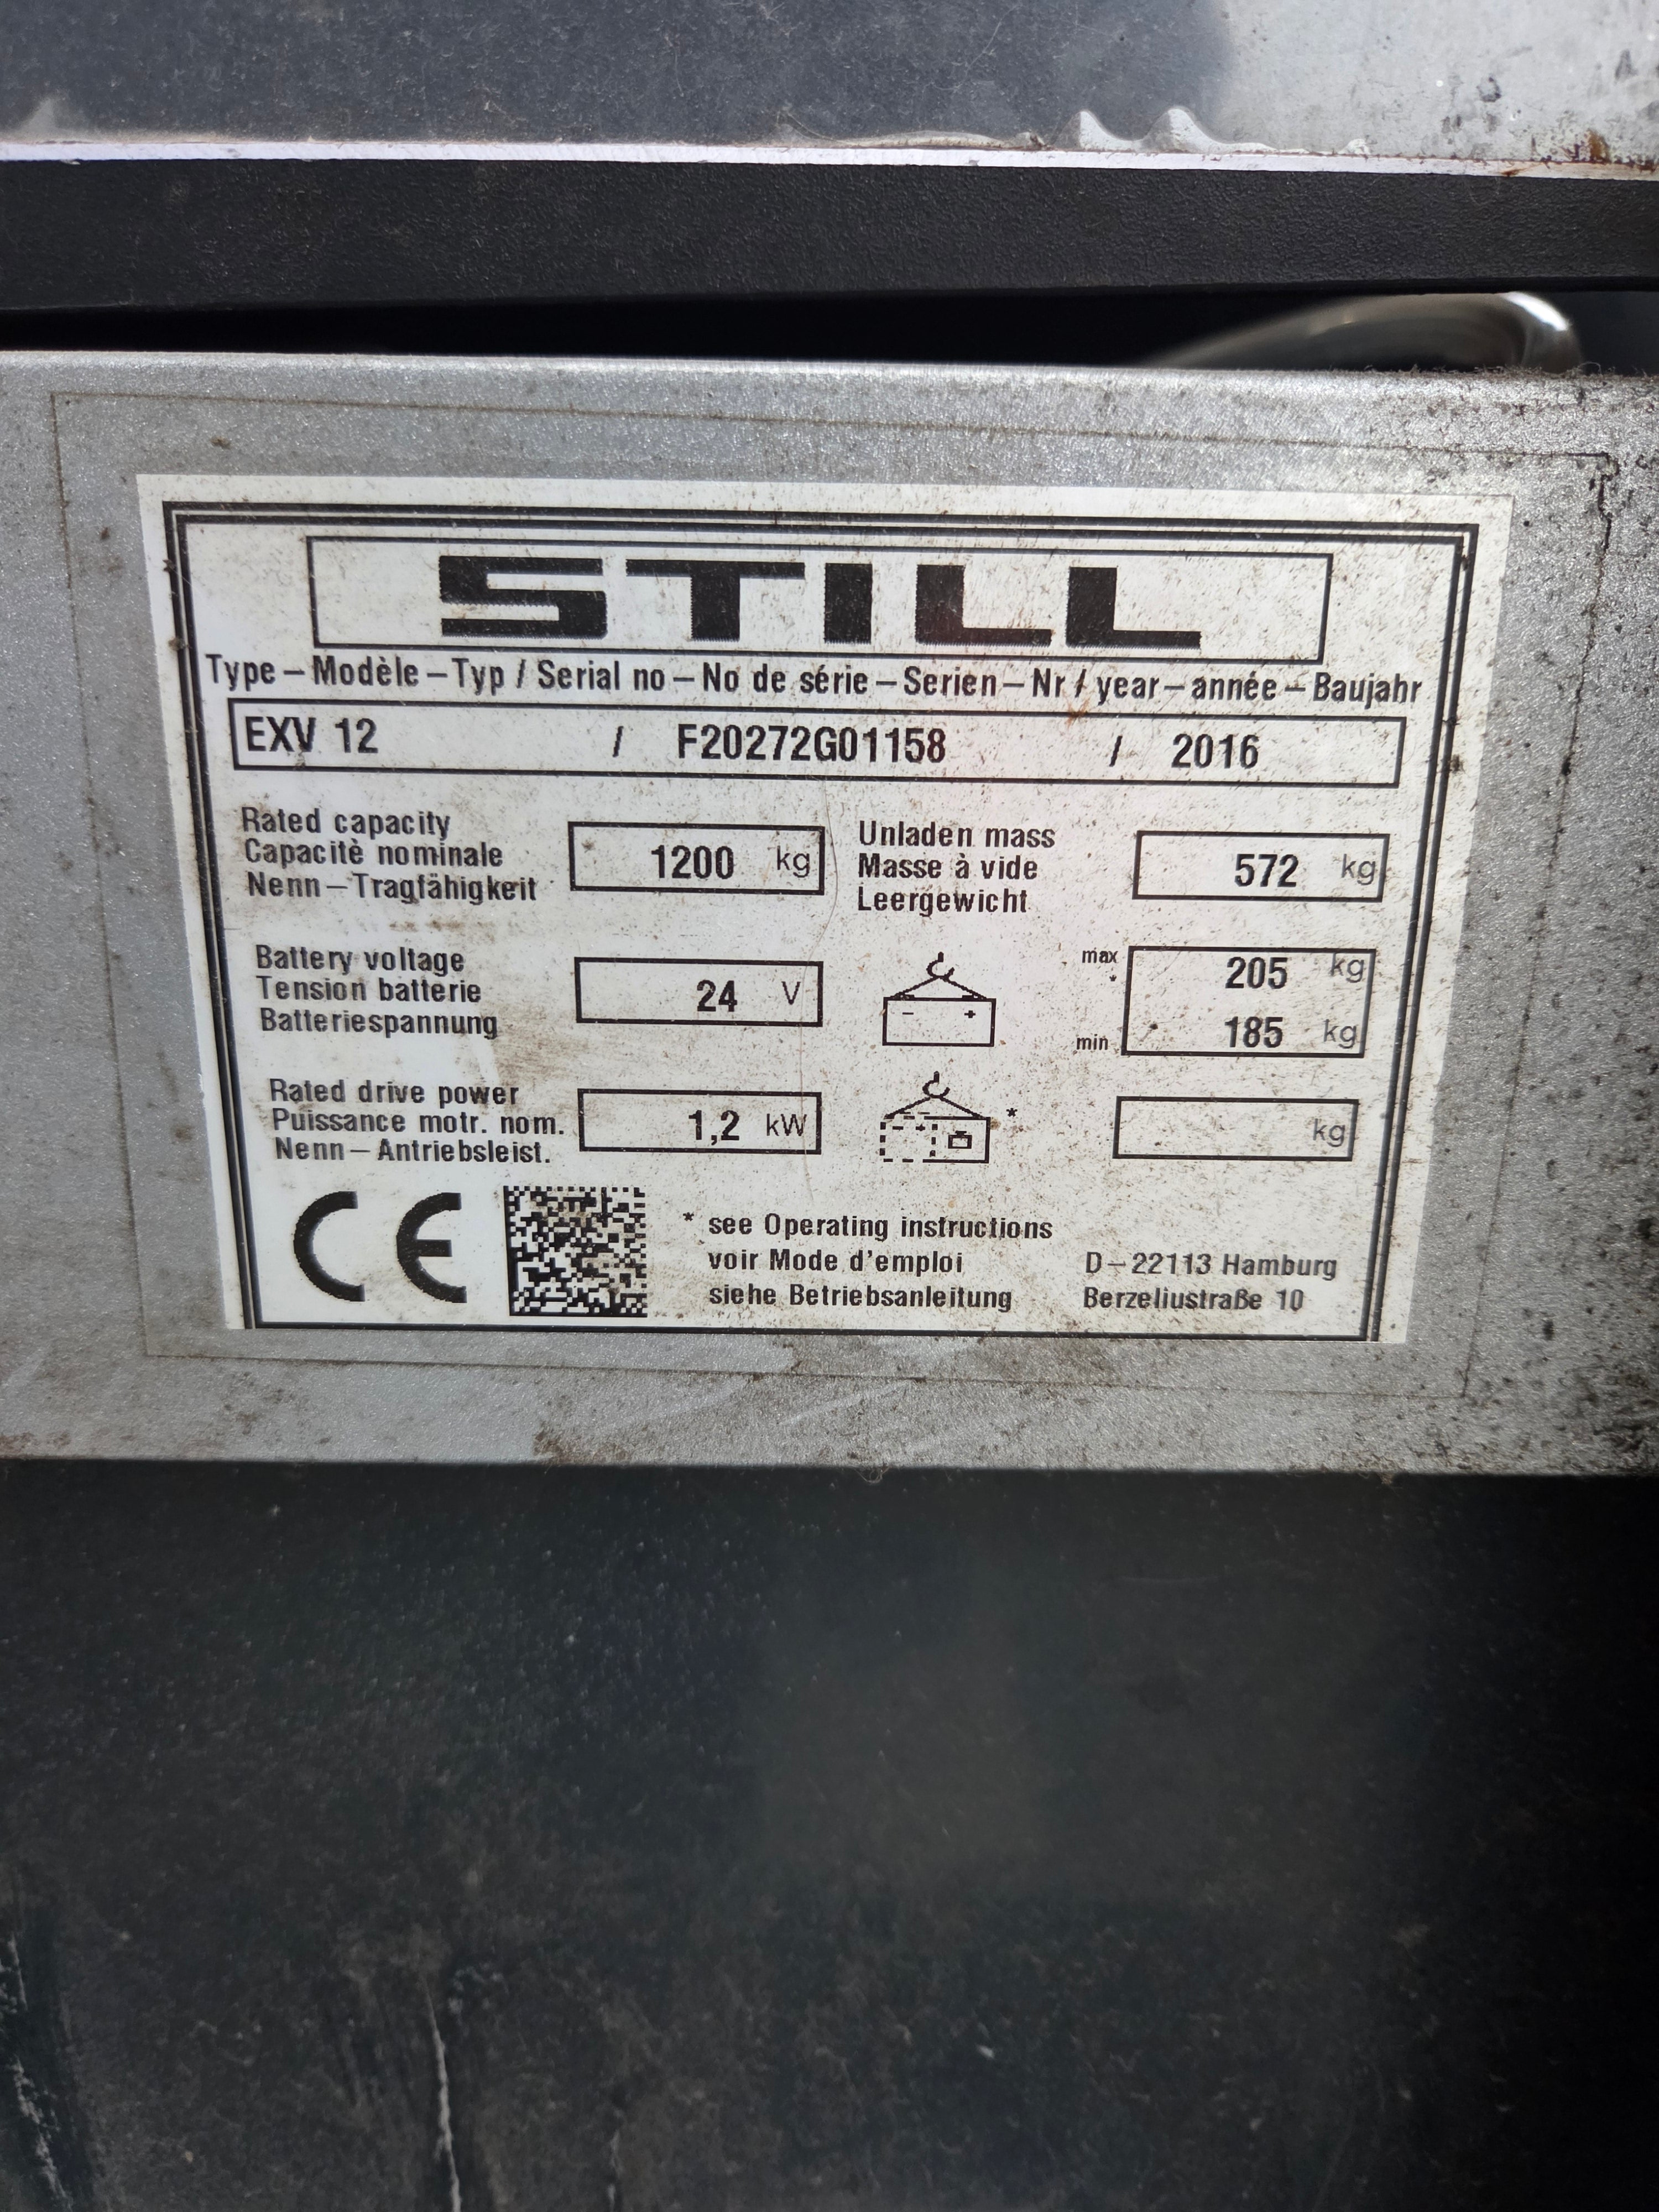 STILL
Type – Modèle – Typ / Serial no – No de série – Serien – Nr / year – année – Baujahr
EXV 12 / F20272G01158 / 2016
Rated capacity
Capacitè nominale
Nenn – Tragfähigkeit
1200 kg
Unladen mass
Masse à vide
Leergewicht
572 kg
Battery voltage
Tension batterie
Batteriespannung
24 V
- +
max
*
205 kg
min
185 kg
Rated drive power
Puissance motr. nom.
Nenn – Antriebsleist.
1,2 kW
- +
*
kg
CE
* see Operating instructions
voir Mode d'emploi
siehe Betriebsanleitung
D – 22113 Hamburg
Berzeliustraße 10